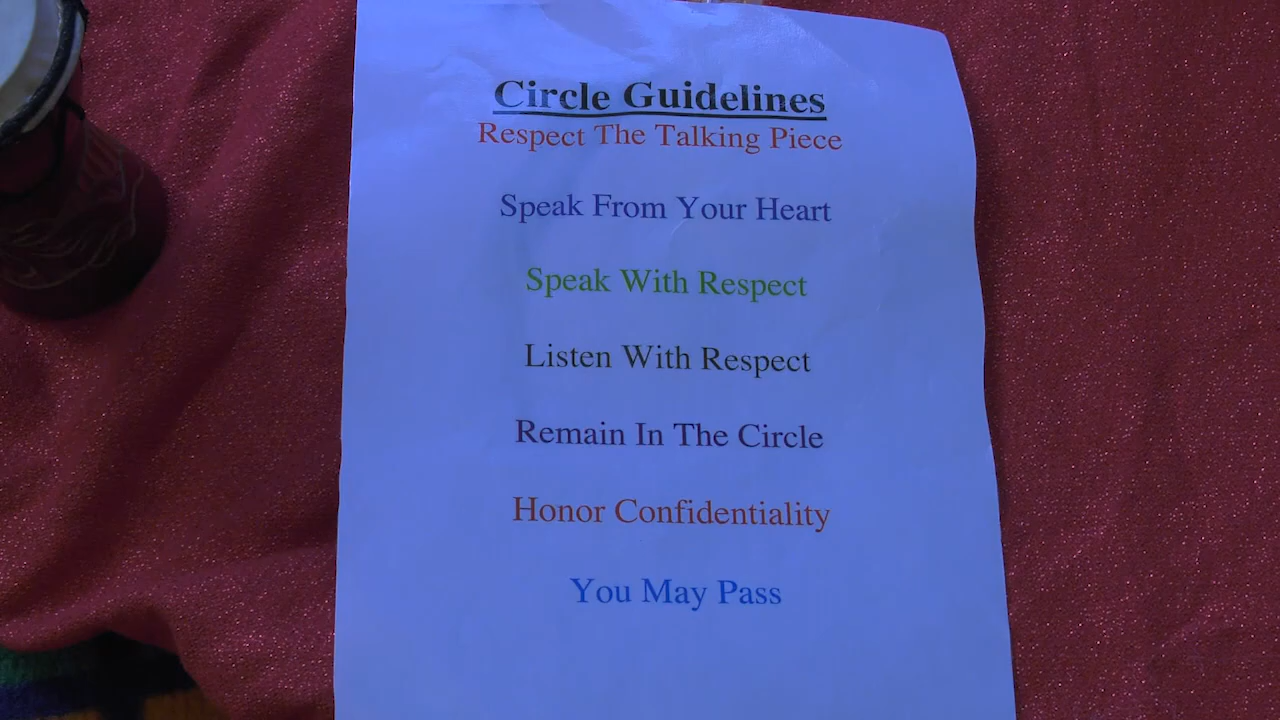 Circle Guidelines
Respect The Talking Piece
Speak From Your Heart
Speak With Respect
Listen With Respect
Remain In The Circle
Honor Confidentiality
You May Pass